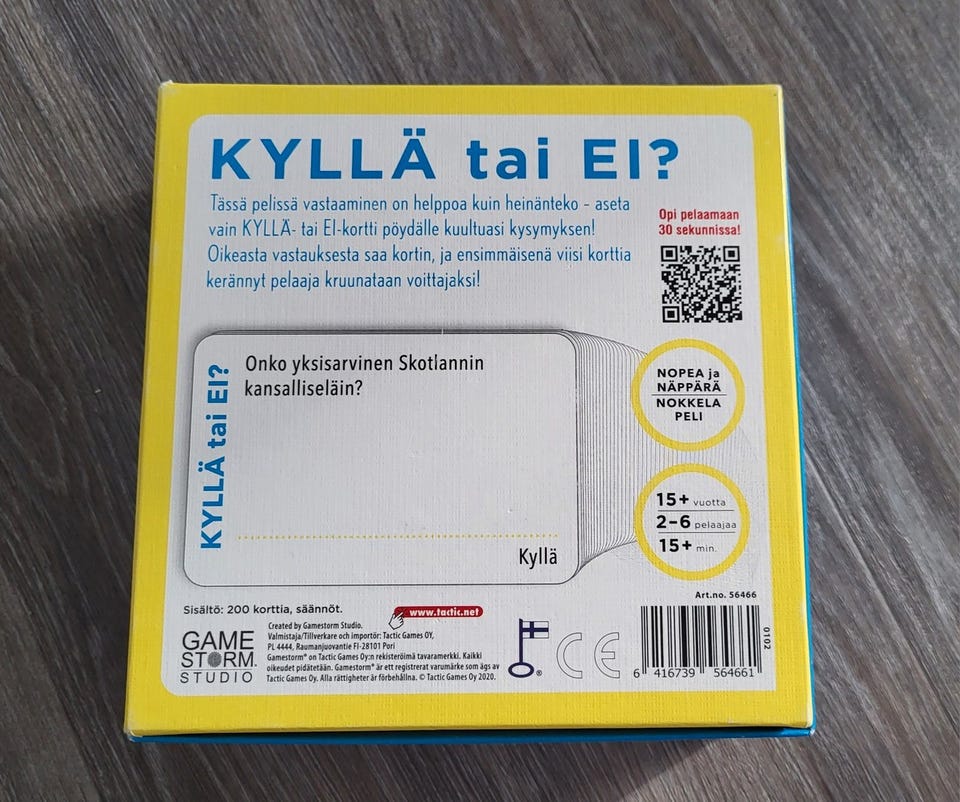 KYLLÄ tai EI?
Tässä pelissä vastaaminen on helppoa kuin heinänteko - aseta
vain KYLLÄ- tai EI-kortti pöydälle kuultuasi kysymyksen!
Oikeasta vastauksesta saa kortin, ja ensimmäisenä viisi korttia
kerännyt pelaaja kruunataan voittajaksi!
Opi pelaamaan
30 sekunnissa!
KYLLÄ tai EI?
Onko yksisarvinen Skotlannin
kansalliseläin?
Kyllä
NOPEA ja
NÄPPÄRÄ
NOKKELA
PELI
15+ vuotta
2-6 pelaajaa
15+ min.
Art.no. 56466
Sisältö: 200 korttia, säännöt.
www.tactic.net
GAME
STORM
STUDIO
Created by Gamestorm Studio.
Valmistaja/Tillverkare och importör: Tactic Games OY,
PL 4444, Raumanjuovantie FI-28101 Pori
Gamestorm® on Tactic Games Oy:n rekisteröimä tavaramerkki. Kaikki
oikeudet pidätetään. Gamestorm® är ett registrerat varumärke som ägs av
Tactic Games Oy. Alla rättigheter är förbehållna. © Tactic Games Oy 2020.
®
CE
6 416739 564661
0102